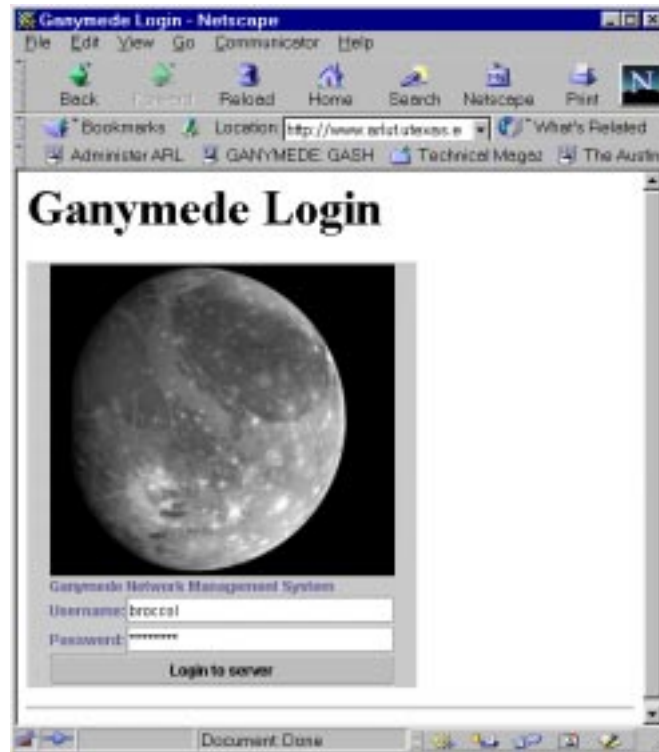 Ganymede Login - Netscape
File Edit View Go Communicator Help
Back Forward Reload Home Search Netscape Print
N
Bookmarks Location: http://www.arlut.utexas.e What's Related
Administer ARL GANYMEDE: GASH Technical Magaz The Austin
Ganymede Login
Ganymede Network Management System
Username: broccol
Password: ********
Login to server
Document: Done